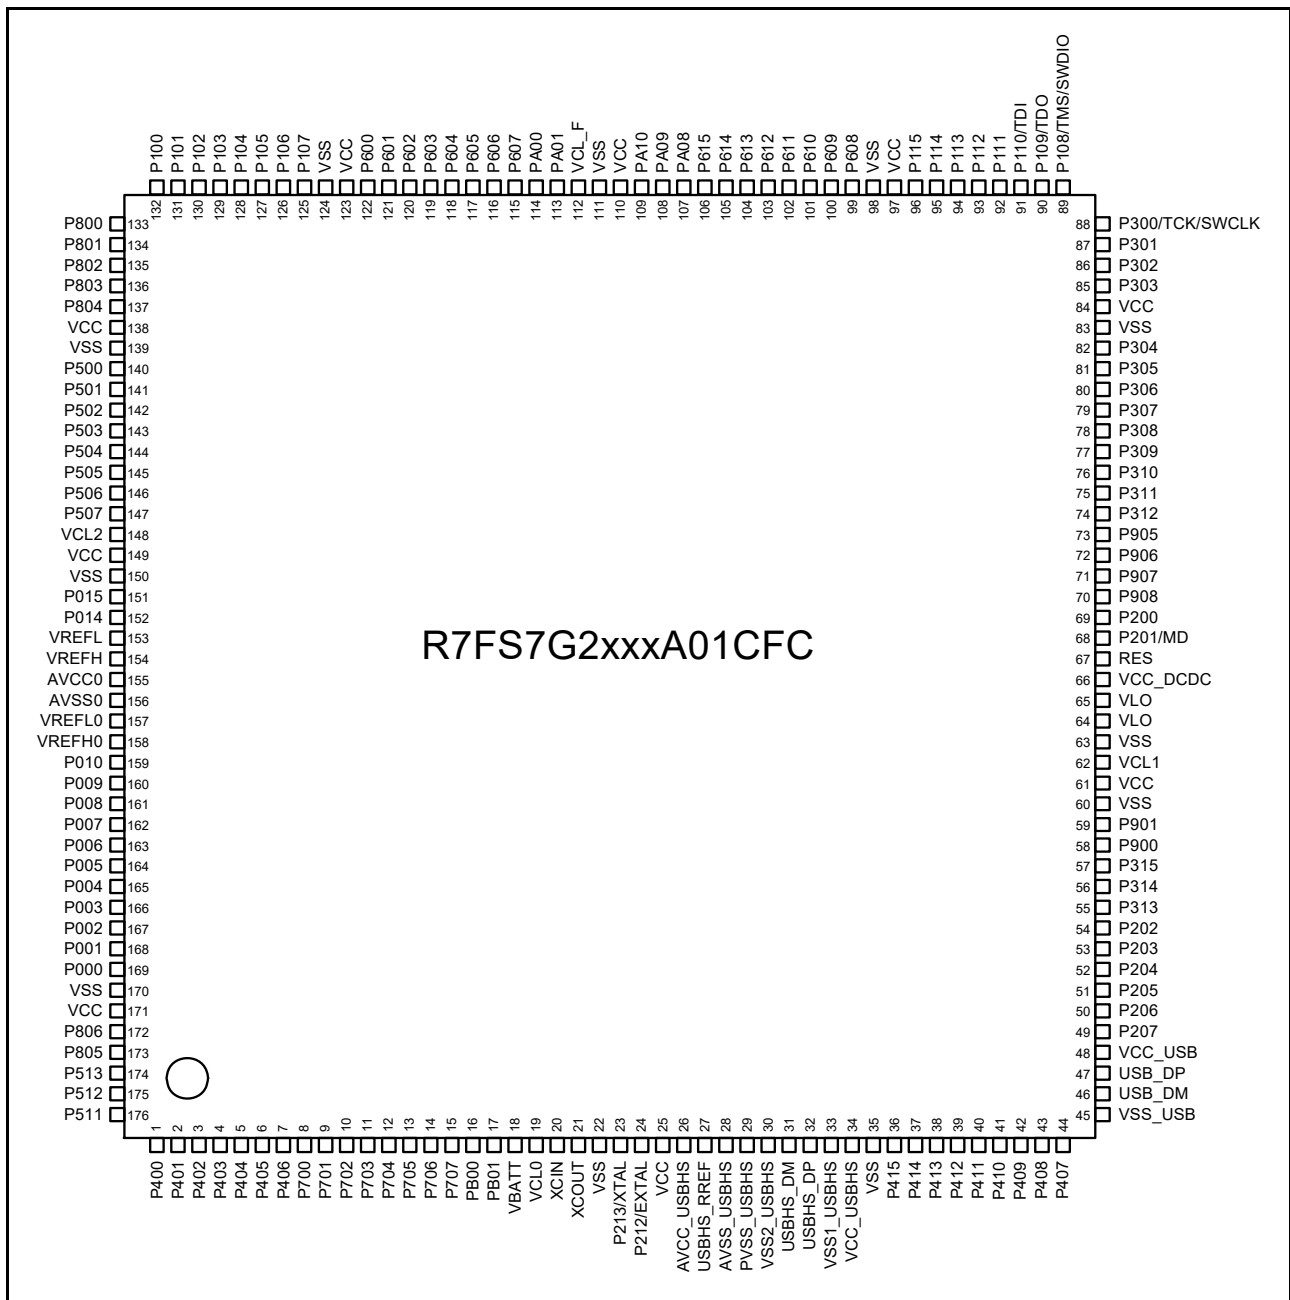 P100 P101 P102 P103 P104 P105 P106 P107 VSS VCC P600 P601 P602 P603 P604 P605 P606 P607 PA00 PA01 VCL_F VSS VCC PA10 PA09 PA08 P615 P614 P613 P612 P611 P610 P609 P608 VSS VCC P115 P114 P113 P112 P111 P110/TDI P109/TDO P108/TMS/SWDIO
132 131 130 129 128 127 126 125 124 123 122 121 120 119 118 117 116 115 114 113 112 111 110 109 108 107 106 105 104 103 102 101 100 99 98 97 96 95 94 93 92 91 90 89
P800 133 88 P300/TCK/SWCLK
P801 134 87 P301
P802 135 86 P302
P803 136 85 P303
P804 137 84 VCC
VCC 138 83 VSS
VSS 139 82 P304
P500 140 81 P305
P501 141 80 P306
P502 142 79 P307
P503 143 78 P308
P504 144 77 P309
P505 145 76 P310
P506 146 75 P311
P507 147 74 P312
VCL2 148 73 P905
VCC 149 72 P906
VSS 150 71 P907
P015 151 70 P908
P014 152 69 P200
VREFL 153 68 P201/MD
R7FS7G2xxxA01CFC
VREFH 154 67 RES
AVCC0 155 66 VCC_DCDC
AVSS0 156 65 VLO
VREFL0 157 64 VLO
VREFH0 158 63 VSS
P010 159 62 VCL1
P009 160 61 VCC
P008 161 60 VSS
P007 162 59 P901
P006 163 58 P900
P005 164 57 P315
P004 165 56 P314
P003 166 55 P313
P002 167 54 P202
P001 168 53 P203
P000 169 52 P204
VSS 170 51 P205
VCC 171 50 P206
P806 172 49 P207
P805 173 48 VCC_USB
P513 174 47 USB_DP
P512 175 46 USB_DM
P511 176 45 VSS_USB
1 2 3 4 5 6 7 8 9 10 11 12 13 14 15 16 17 18 19 20 21 22 23 24 25 26 27 28 29 30 31 32 33 34 35 36 37 38 39 40 41 42 43 44
P400 P401 P402 P403 P404 P405 P406 P700 P701 P702 P703 P704 P705 P706 P707 PB00 PB01 VBATT VCL0 XCIN XCOUT VSS P213/XTAL P212/EXTAL VCC AVCC_USBHS USBHS_RREF AVSS_USBHS PVSS_USBHS VSS2_USBHS USBHS_DM USBHS_DP VSS1_USBHS VCC_USBHS VSS P415 P414 P413 P412 P411 P410 P409 P408 P407